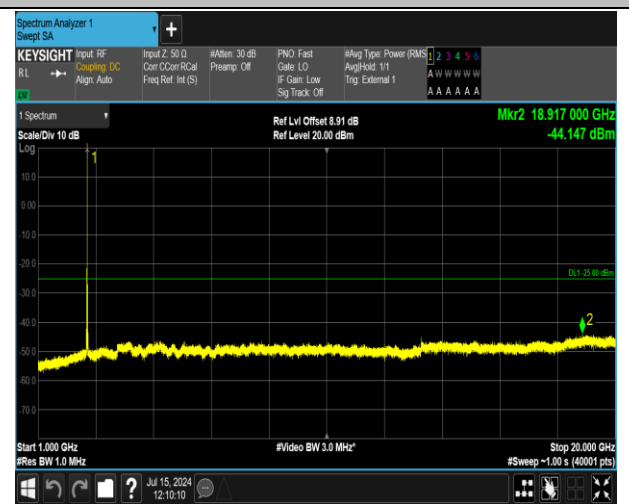 Spectrum Analyzer 1
Swept SA
+
KEYSIGHT
RL
LXI
Input: RF
Coupling: DC
Align: Auto
Input Z: 50 Ω
Corr CCorr RCal
Freq Ref: Int (S)
#Atten: 30 dB
Preamp: Off
PNO: Fast
Gate: LO
IF Gain: Low
Sig Track: Off
#Avg Type: Power (RMS
Avg|Hold: 1/1
Trig: External 1
1 2 3 4 5 6
A W W W W W
A A A A A A
1 Spectrum
Scale/Div 10 dB
Log
Ref Lvl Offset 8.91 dB
Ref Level 20.00 dBm
Mkr2 18.917 000 GHz
-44.147 dBm
1
10.0
0.00
-10.0
-20.0
DL1 -25.00 dBm
-30.0
2
-40.0
-50.0
-60.0
-70.0
Start 1.000 GHz
#Res BW 1.0 MHz
#Video BW 3.0 MHz*
Stop 20.000 GHz
#Sweep ~1.00 s (40001 pts)
?
Jul 15, 2024
12:10:10